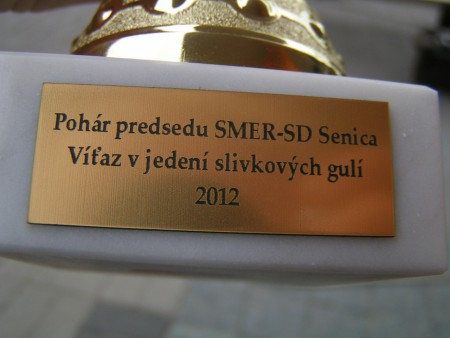 Pohár predsedu SMER-SD Senica
Víťaz v jedení slivkových gulí
2012